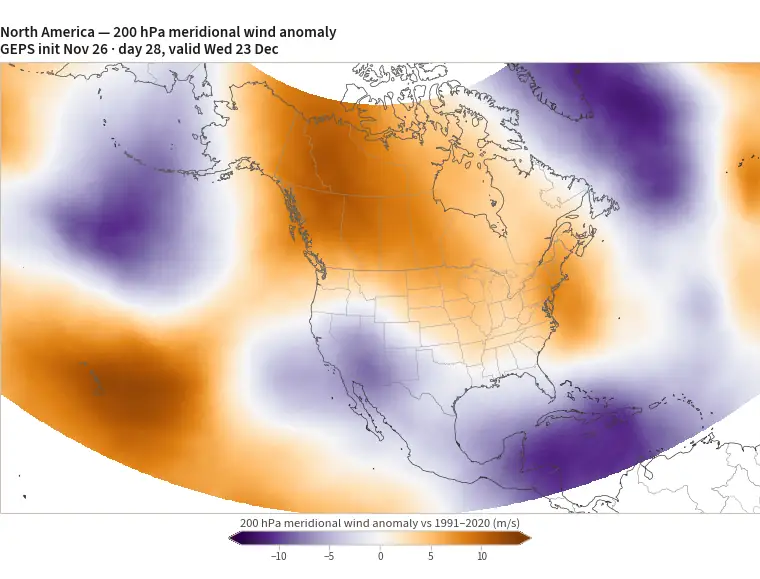 North America — 200 hPa meridional wind anomaly
GEPS init Nov 26 · day 28, valid Wed 23 Dec
200 hPa meridional wind anomaly vs 1991–2020 (m/s)
−10 −5 0 5 10